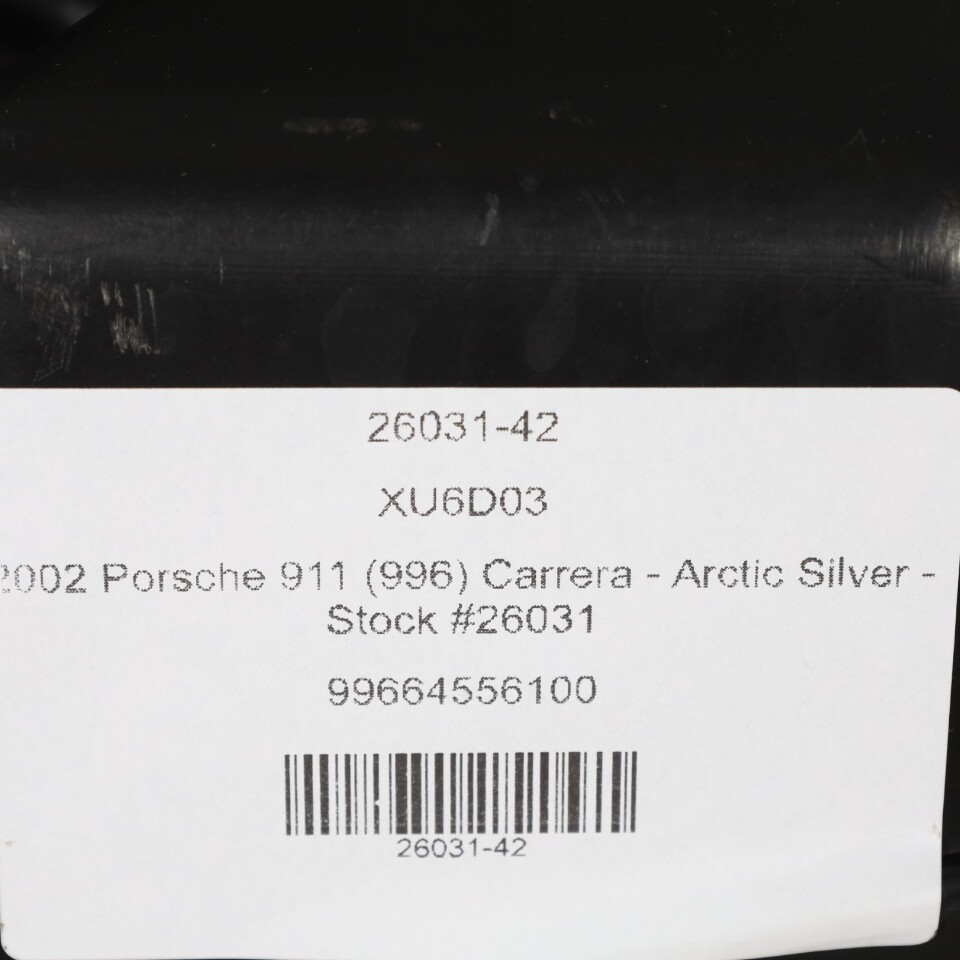 26031-42
XU6D03
2002 Porsche 911 (996) Carrera - Arctic Silver -
Stock #26031
99664556100
26031-42